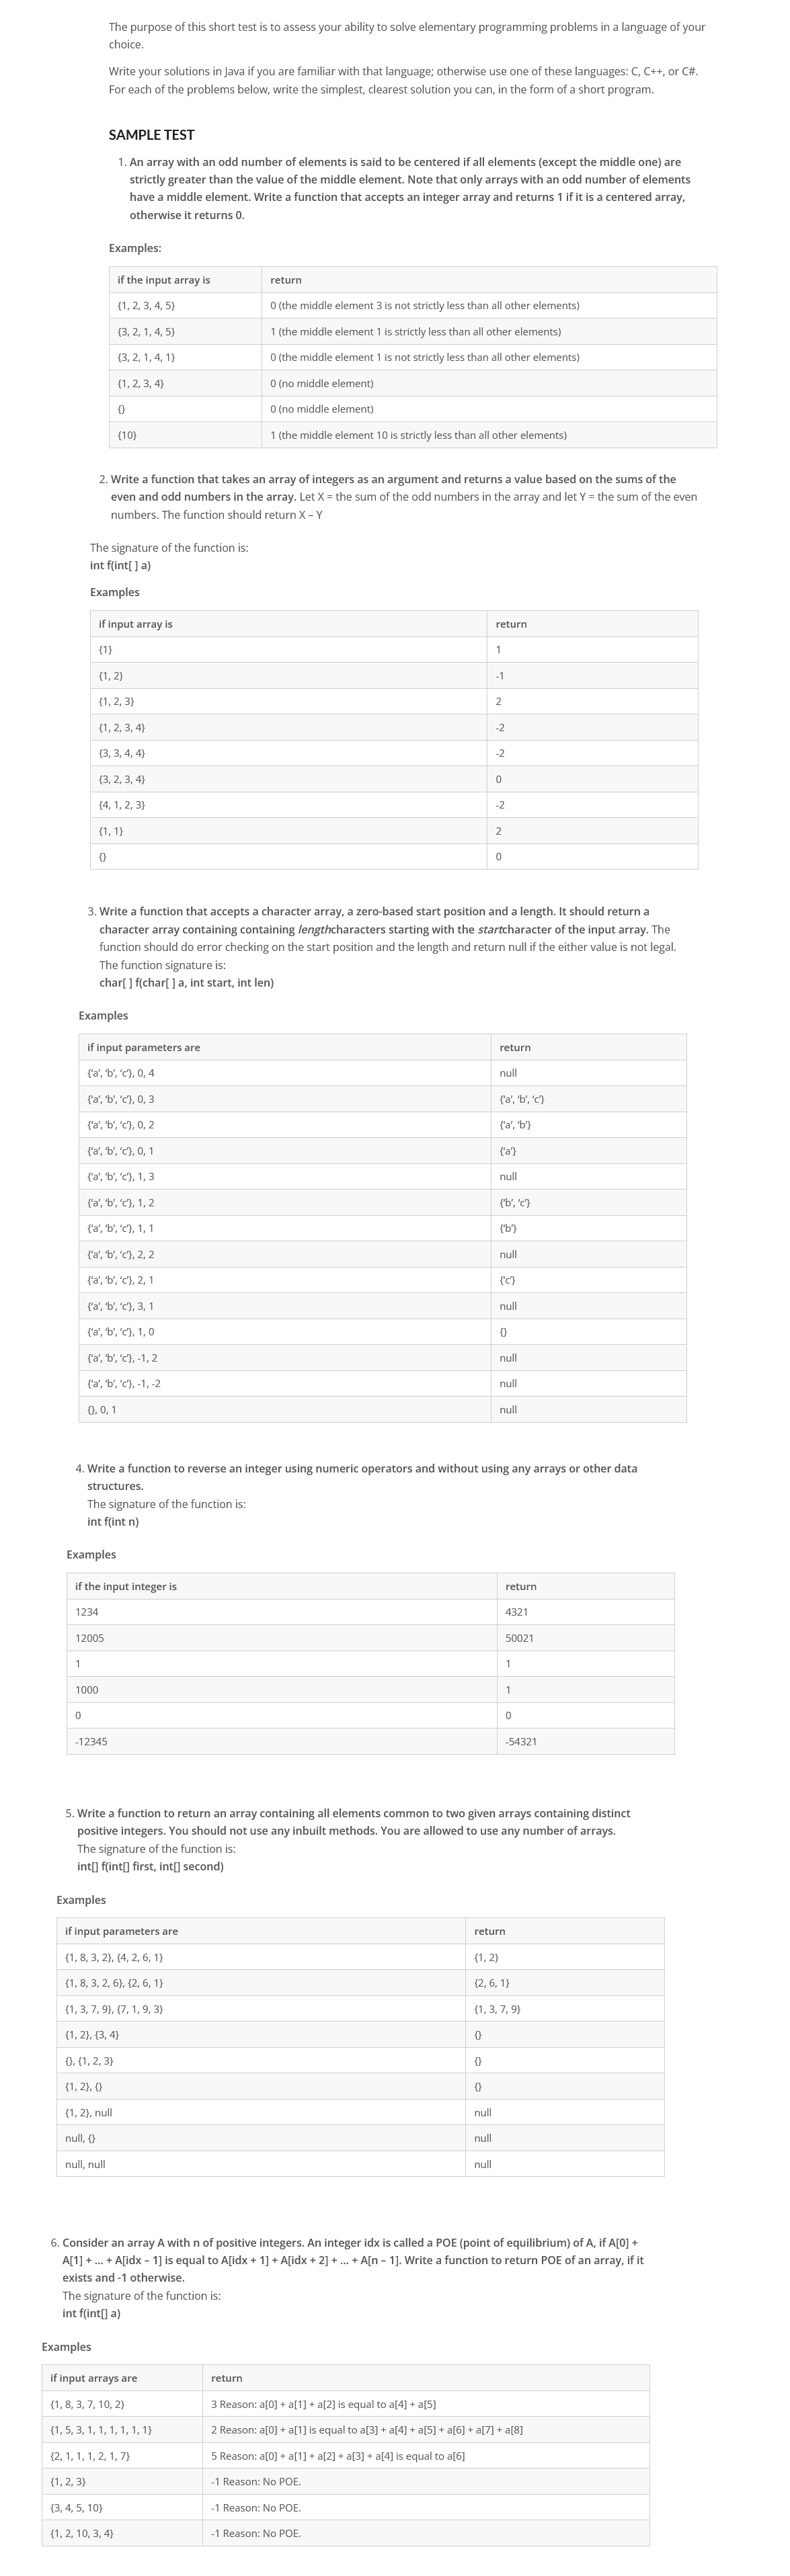 The purpose of this short test is to assess your ability to solve elementary programming problems in a language of your
choice.
Write your solutions in Java if you are familiar with that language; otherwise use one of these languages: C, C++, or C#.
For each of the problems below, write the simplest, clearest solution you can, in the form of a short program.
SAMPLE TEST
1. An array with an odd number of elements is said to be centered if all elements (except the middle one) are
strictly greater than the value of the middle element. Note that only arrays with an odd number of elements
have a middle element. Write a function that accepts an integer array and returns 1 if it is a centered array,
otherwise it returns 0.
Examples:
if the input array is return
{1, 2, 3, 4, 5} 0 (the middle element 3 is not strictly less than all other elements)
{3, 2, 1, 4, 5} 1 (the middle element 1 is strictly less than all other elements)
{3, 2, 1, 4, 1} 0 (the middle element 1 is not strictly less than all other elements)
{1, 2, 3, 4} 0 (no middle element)
{} 0 (no middle element)
{10} 1 (the middle element 10 is strictly less than all other elements)
2. Write a function that takes an array of integers as an argument and returns a value based on the sums of the
even and odd numbers in the array. Let X = the sum of the odd numbers in the array and let Y = the sum of the even
numbers. The function should return X – Y
The signature of the function is:
int f(int[ ] a)
Examples
if input array is return
{1} 1
{1, 2} -1
{1, 2, 3} 2
{1, 2, 3, 4} -2
{3, 3, 4, 4} -2
{3, 2, 3, 4} 0
{4, 1, 2, 3} -2
{1, 1} 2
{} 0
3. Write a function that accepts a character array, a zero-based start position and a length. It should return a
character array containing containing lengthcharacters starting with the startcharacter of the input array. The
function should do error checking on the start position and the length and return null if the either value is not legal.
The function signature is:
char[ ] f(char[ ] a, int start, int len)
Examples
if input parameters are return
{‘a’, ‘b’, ‘c’}, 0, 4 null
{‘a’, ‘b’, ‘c’}, 0, 3 {‘a’, ‘b’, ‘c’}
{‘a’, ‘b’, ‘c’}, 0, 2 {‘a’, ‘b’}
{‘a’, ‘b’, ‘c’}, 0, 1 {‘a’}
{‘a’, ‘b’, ‘c’}, 1, 3 null
{‘a’, ‘b’, ‘c’}, 1, 2 {‘b’, ‘c’}
{‘a’, ‘b’, ‘c’}, 1, 1 {‘b’}
{‘a’, ‘b’, ‘c’}, 2, 2 null
{‘a’, ‘b’, ‘c’}, 2, 1 {‘c’}
{‘a’, ‘b’, ‘c’}, 3, 1 null
{‘a’, ‘b’, ‘c’}, 1, 0 {}
{‘a’, ‘b’, ‘c’}, -1, 2 null
{‘a’, ‘b’, ‘c’}, -1, -2 null
{}, 0, 1 null
4. Write a function to reverse an integer using numeric operators and without using any arrays or other data
structures.
The signature of the function is:
int f(int n)
Examples
if the input integer is return
1234 4321
12005 50021
1 1
1000 1
0 0
-12345 -54321
5. Write a function to return an array containing all elements common to two given arrays containing distinct
positive integers. You should not use any inbuilt methods. You are allowed to use any number of arrays.
The signature of the function is:
int[] f(int[] first, int[] second)
Examples
if input parameters are return
{1, 8, 3, 2}, {4, 2, 6, 1} {1, 2}
{1, 8, 3, 2, 6}, {2, 6, 1} {2, 6, 1}
{1, 3, 7, 9}, {7, 1, 9, 3} {1, 3, 7, 9}
{1, 2}, {3, 4} {}
{}, {1, 2, 3} {}
{1, 2}, {} {}
{1, 2}, null null
null, {} null
null, null null
6. Consider an array A with n of positive integers. An integer idx is called a POE (point of equilibrium) of A, if A[0] +
A[1] + … + A[idx – 1] is equal to A[idx + 1] + A[idx + 2] + … + A[n – 1]. Write a function to return POE of an array, if it
exists and -1 otherwise.
The signature of the function is:
int f(int[] a)
Examples
if input arrays are return
{1, 8, 3, 7, 10, 2} 3 Reason: a[0] + a[1] + a[2] is equal to a[4] + a[5]
{1, 5, 3, 1, 1, 1, 1, 1, 1} 2 Reason: a[0] + a[1] is equal to a[3] + a[4] + a[5] + a[6] + a[7] + a[8]
{2, 1, 1, 1, 2, 1, 7} 5 Reason: a[0] + a[1] + a[2] + a[3] + a[4] is equal to a[6]
{1, 2, 3} -1 Reason: No POE.
{3, 4, 5, 10} -1 Reason: No POE.
{1, 2, 10, 3, 4} -1 Reason: No POE.